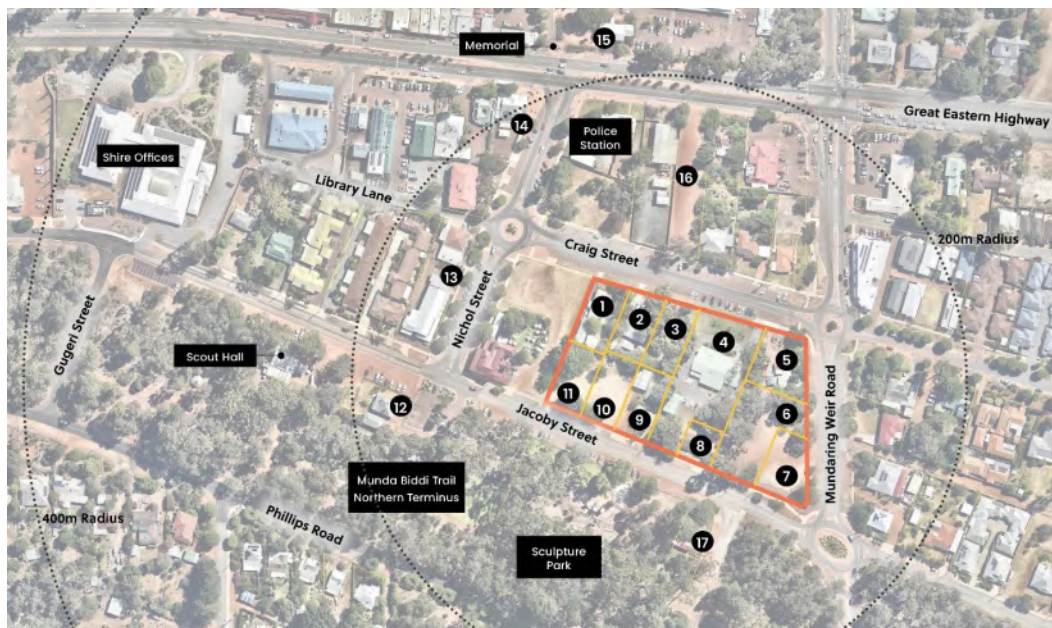 Memorial
15
Great Eastern Highway
14
Police
Station
Shire Offices
16
Library Lane
200m Radius
Craig Street
13
Nichol Street
1
2
3
4
5
Gugeri Street
Scout Hall
6
Mundaring Weir Road
12
11
10
9
8
7
Jacoby Street
Munda Biddi Trail
Northern Terminus
400m Radius
Phillips Road
17
Sculpture
Park